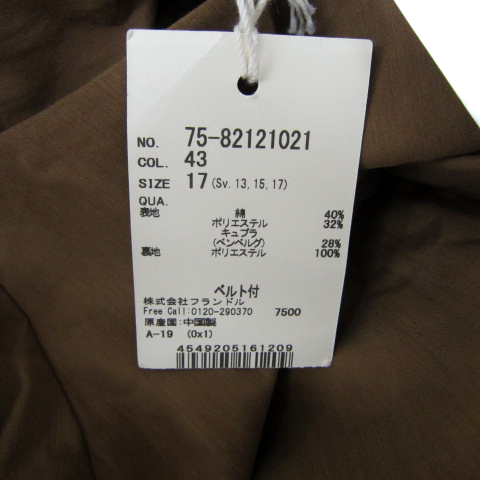 NO. 75-82121021
COL. 43
SIZE 17 (Sv. 13, 15, 17)
QUA.
表地 綿 40%
ポリエステル 32%
キュプラ
(ベンベルグ) 28%
裏地 ポリエステル 100%
ベルト付
株式会社フランドル
Free Call:0120-290370 7500
原産国:中国製
A-19 (0x1)
4549205161209